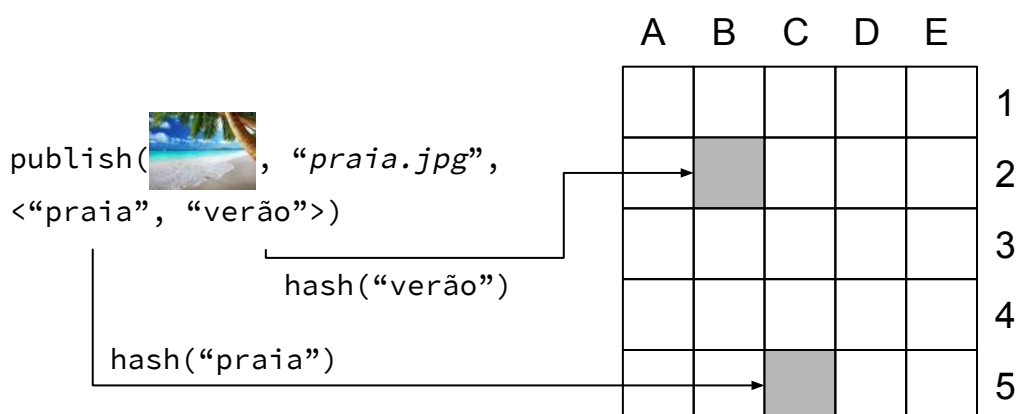 A B C D E
1
publish( , “praia.jpg”,
2
<“praia”, “verão”>)
3
hash(“verão”)
4
hash(“praia”)
5